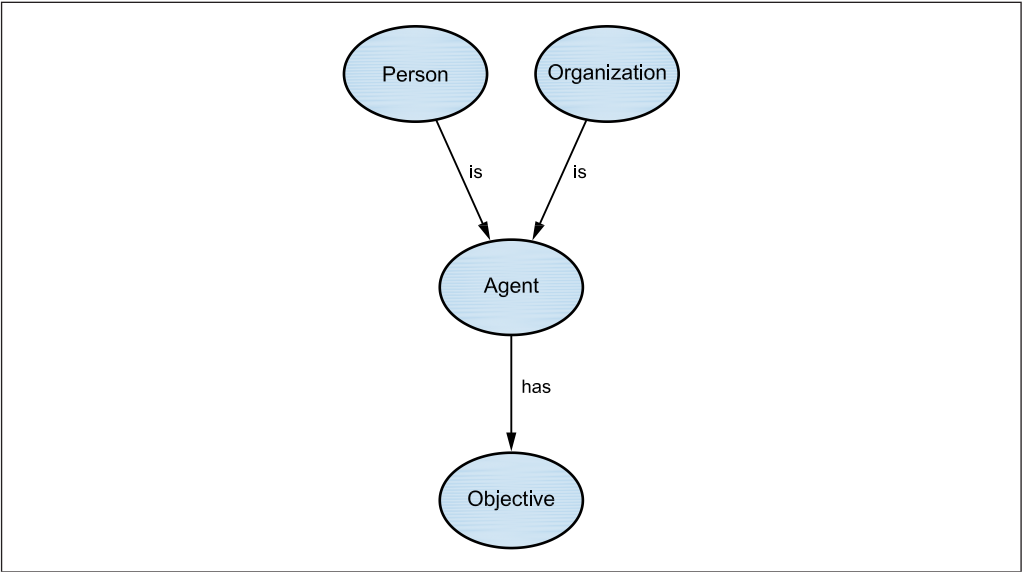 Person
Organization
is
is
Agent
has
Objective